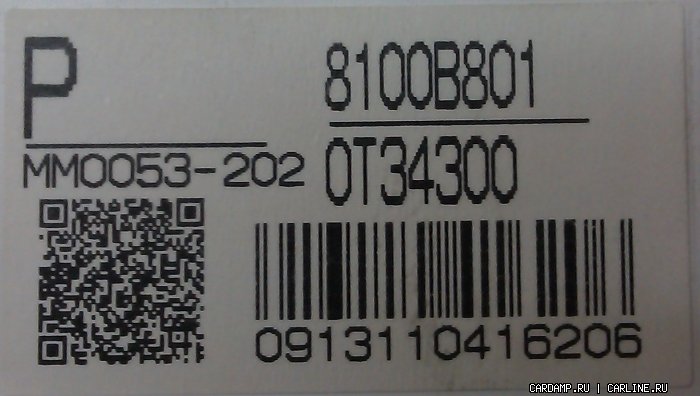 P
8100B801
MM0053-202
0T34300
0913110416206
CARDAMP.RU | CARLINE.RU